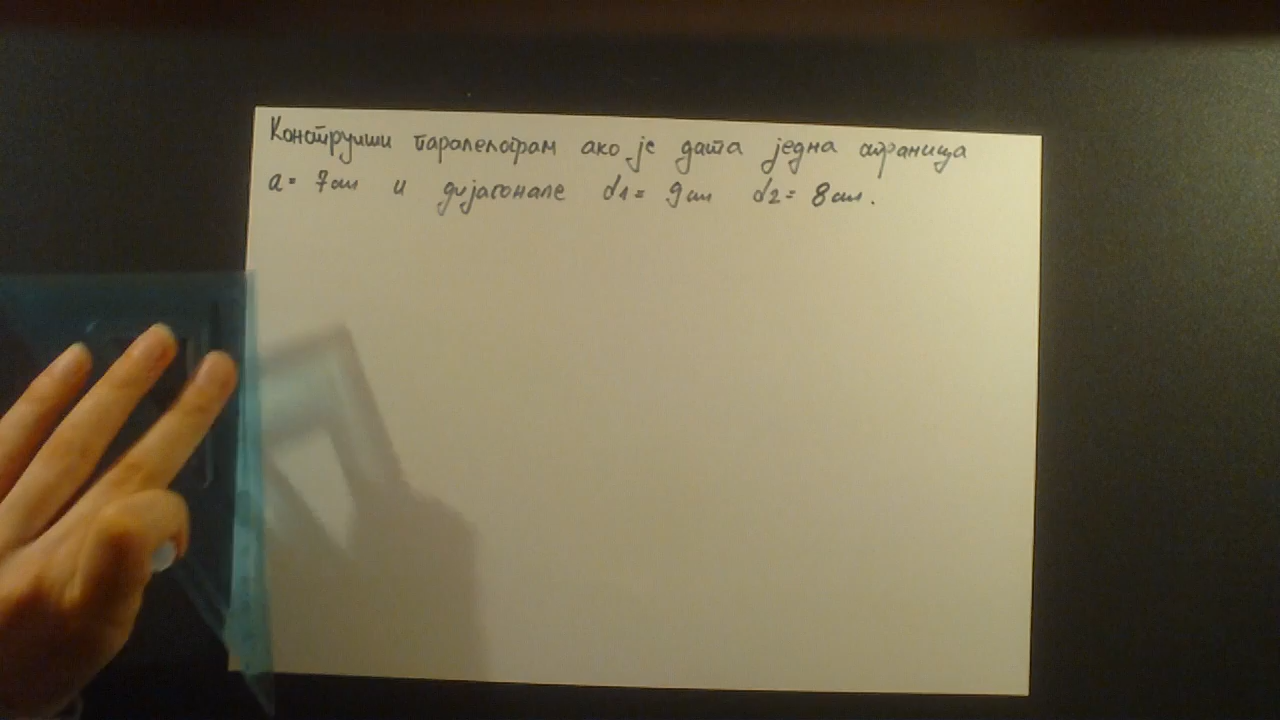 Конструиши паралелограм ако је дата једна страница
a = 7cm и дијагонале d1 = 9cm d2 = 8cm.